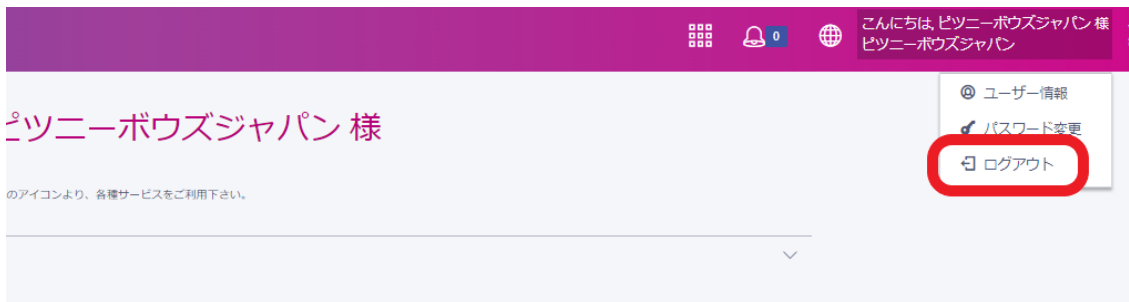 0
こんにちは, ピツニーボウズジャパン 様
ピツニーボウズジャパン
ユーザー情報
パスワード変更
ログアウト
ピツニーボウズジャパン 様
のアイコンより、各種サービスをご利用下さい。